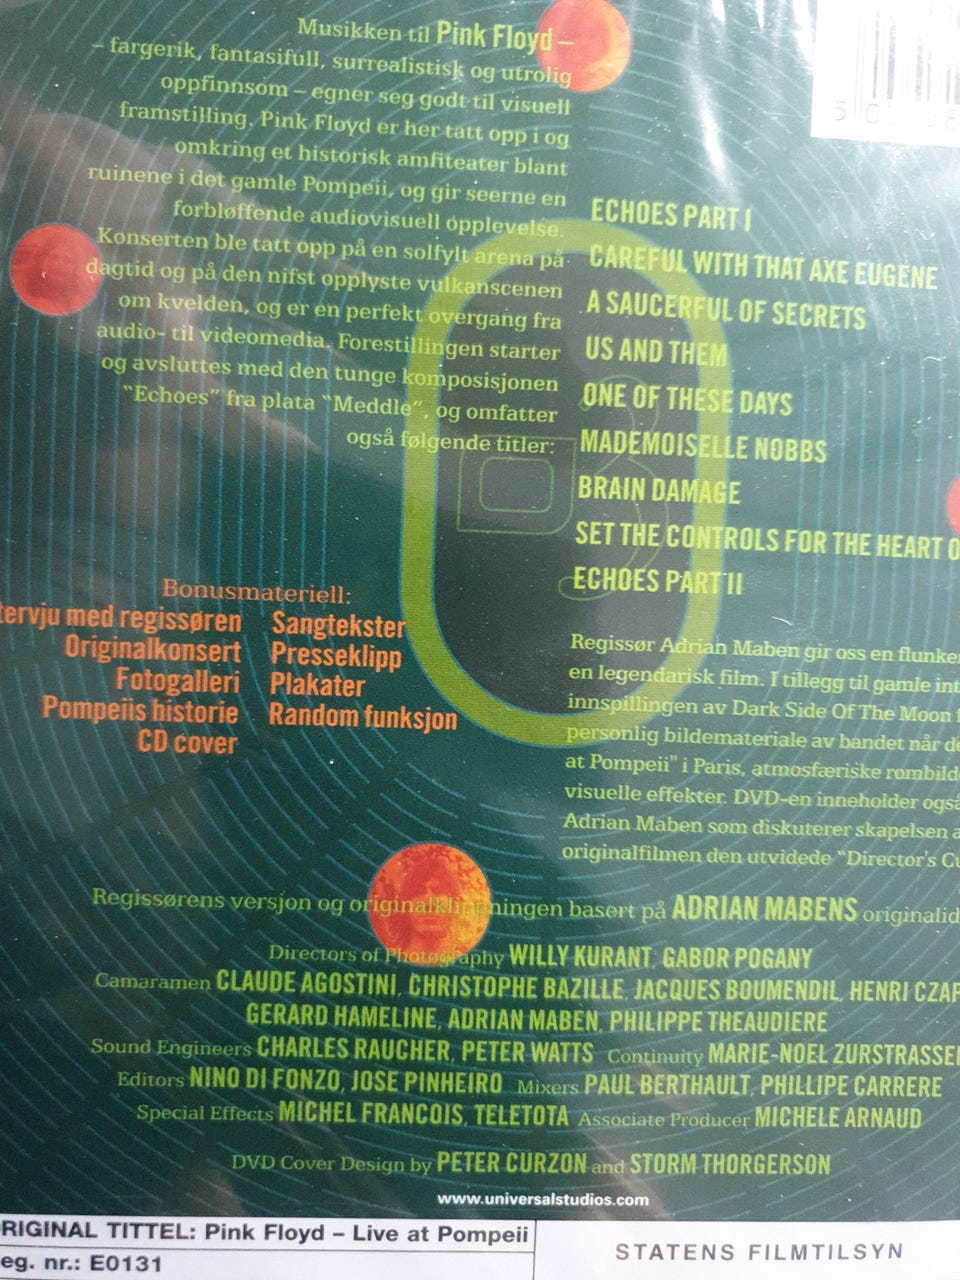 Musikken til Pink Floyd –
– fargerik, fantasifull, surrealistisk og utrolig
oppfinnsom – egner seg godt til visuell
framstilling. Pink Floyd er her tatt opp i og
omkring et historisk amfiteater blant
ruinene i det gamle Pompeii, og gir seerne en
forbløffende audiovisuell opplevelse.
Konserten ble tatt opp på en solfylt arena på
dagtid og på den nifst opplyste vulkanscenen
om kvelden, og er en perfekt overgang fra
audio- til videomedia. Forestillingen starter
og avsluttes med den tunge komposisjonen
“Echoes” fra plata “Meddle”, og omfatter
også følgende titler:
ECHOES PART I
CAREFUL WITH THAT AXE EUGENE
A SAUCERFUL OF SECRETS
US AND THEM
ONE OF THESE DAYS
MADEMOISELLE NOBBS
BRAIN DAMAGE
SET THE CONTROLS FOR THE HEART O
ECHOES PART II
Bonusmateriell:
tervju med regissøren
Originalkonsert
Fotogalleri
Pompeiis historie
CD cover
Sangtekster
Presseklipp
Plakater
Random funksjon
Regissør Adrian Maben gir oss en flunke
en legendarisk film. I tillegg til gamle int
innspillingen av Dark Side Of The Moon f
personlig bildemateriale av bandet når de
at Pompeii" i Paris, atmosfæriske rombild
visuelle effekter. DVD-en inneholder også
Adrian Maben som diskuterer skapelsen a
originalfilmen den utvidede "Director's Cu
Regissørens versjon og originalklippningen basert på ADRIAN MABENS originalid
Directors of Photography WILLY KURANT, GABOR POGANY
Camaramen CLAUDE AGOSTINI, CHRISTOPHE BAZILLE, JACQUES BOUMENDIL, HENRI CZAP
GERARD HAMELINE, ADRIAN MABEN, PHILIPPE THEAUDIERE
Sound Engineers CHARLES RAUCHER, PETER WATTS Continuity MARIE-NOEL ZURSTRASSE
Editors NINO DI FONZO, JOSE PINHEIRO Mixers PAUL BERTHAULT, PHILLIPE CARRERE
Special Effects MICHEL FRANCOIS, TELETOTA Associate Producer MICHELE ARNAUD
DVD Cover Design by PETER CURZON and STORM THORGERSON
www.universalstudios.com
RIGINAL TITTEL: Pink Floyd – Live at Pompeii
eg. nr.: E0131
STATENS FILMTILSYN